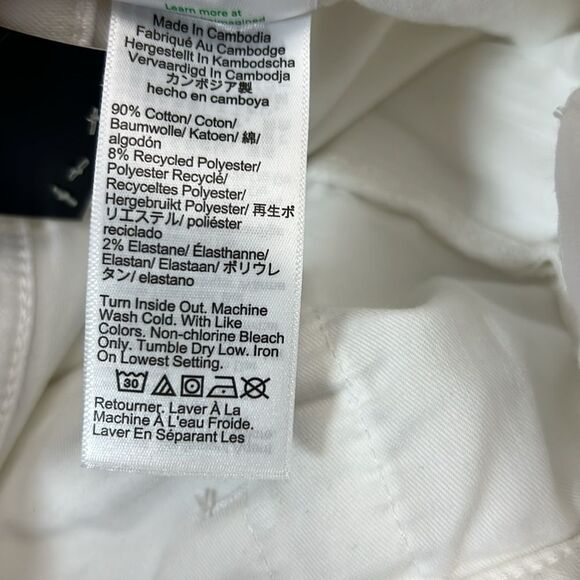 Learn more at
Made In Cambodia
Fabriqué Au Cambodge
Hergestellt In Kambodscha
Vervaardigd In Cambodja
カンボジア製
hecho en camboya
90% Cotton/ Coton/
Baumwolle/ Katoen/ 綿/
algodón
8% Recycled Polyester/
Polyester Recyclé/
Recyceltes Polyester/
Hergebruikt Polyester/ 再生ポ
リエステル/ poliéster
reciclado
2% Elastane/ Élasthanne/
Elastan/ Elastaan/ ポリウレ
タン/ elastano
Turn Inside Out. Machine
Wash Cold. With Like
Colors. Non-chlorine Bleach
Only. Tumble Dry Low. Iron
On Lowest Setting.
30
Retourner. Laver À La
Machine À L'eau Froide.
Laver En Séparant Les